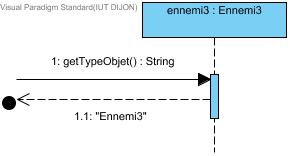 Visual Paradigm Standard(IUT DIJON)
ennemi3 : Ennemi3
1: getTypeObjet() : String
1.1: "Ennemi3"